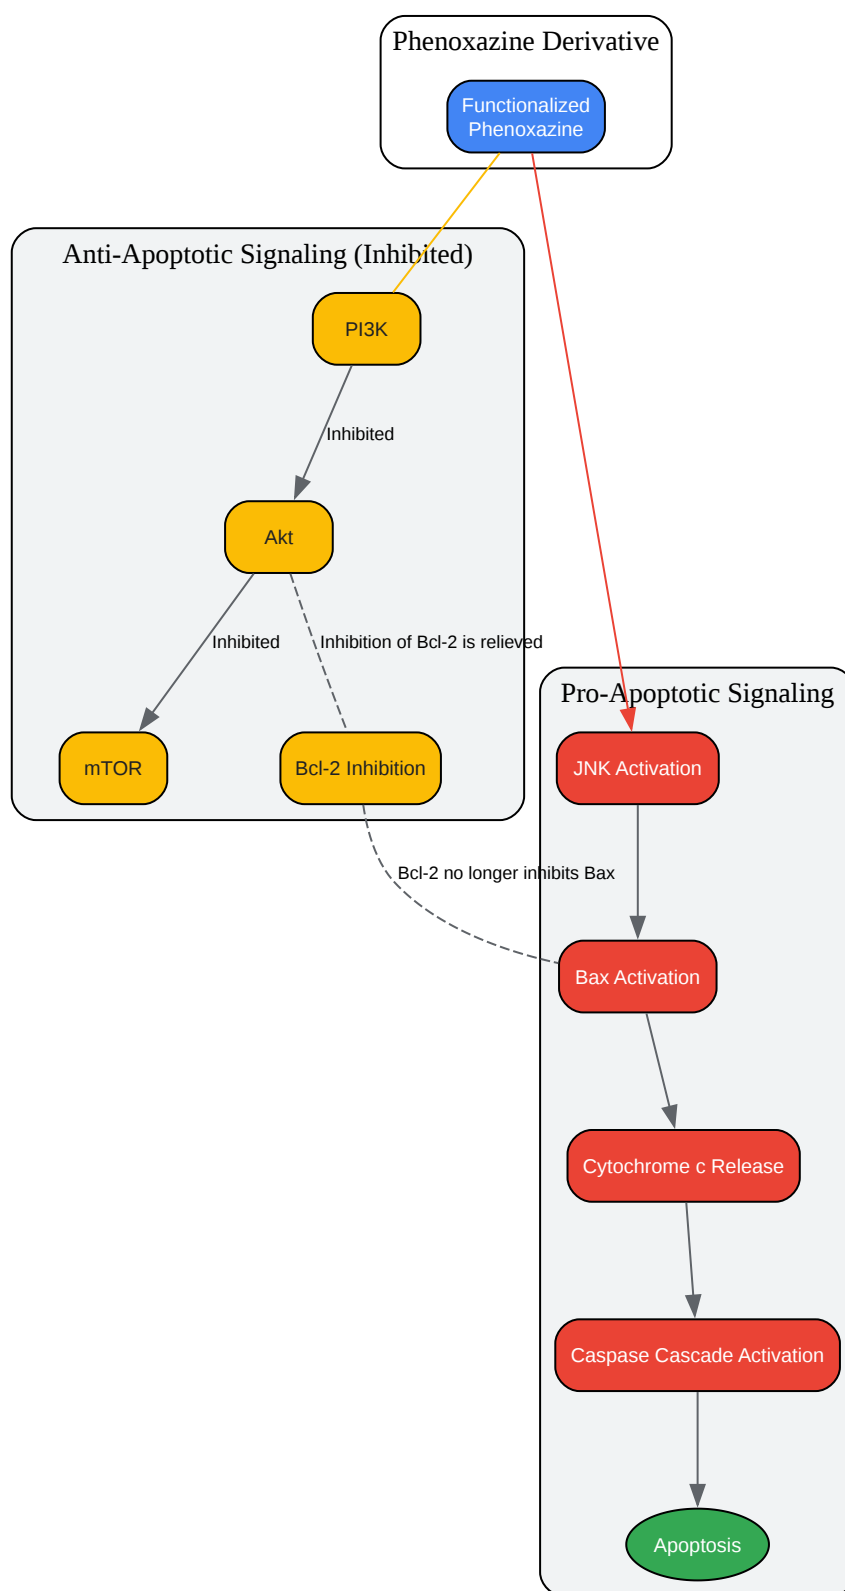 Phenoxazine Derivative
Functionalized
Phenoxazine
Anti-Apoptotic Signaling (Inhibited)
PI3K
Inhibited
Akt
Inhibited
Inhibition of Bcl-2 is relieved
mTOR
Bcl-2 Inhibition
Pro-Apoptotic Signaling
JNK Activation
Bcl-2 no longer inhibits Bax
Bax Activation
Cytochrome c Release
Caspase Cascade Activation
Apoptosis